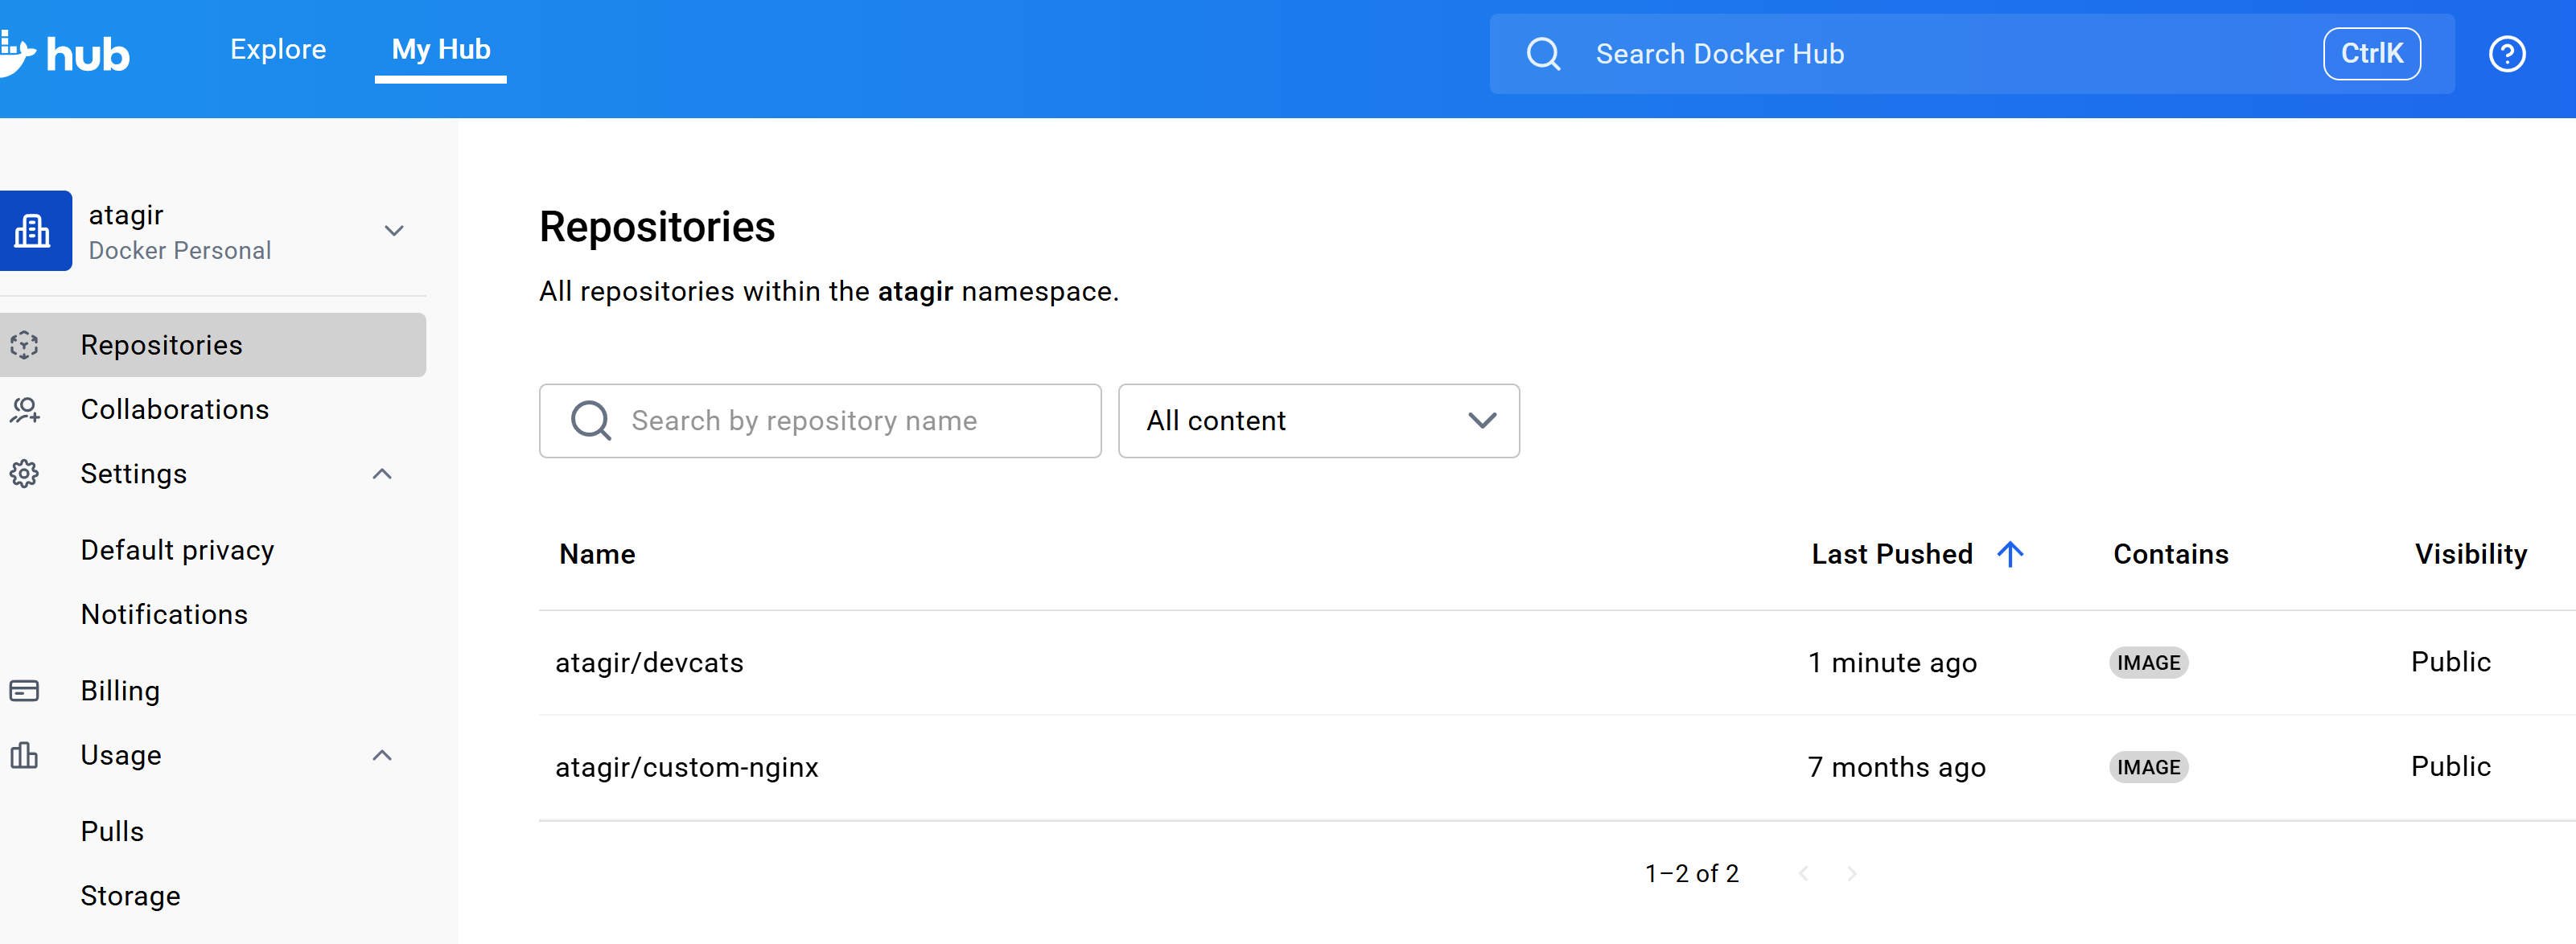 hub
Explore
My Hub
Search Docker Hub
CtrlK
atagir
Docker Personal
Repositories
Collaborations
Settings
Default privacy
Notifications
Billing
Usage
Pulls
Storage
Repositories
All repositories within the atagir namespace.
Search by repository name
All content
Name Last Pushed Contains Visibility
atagir/devcats 1 minute ago IMAGE Public
atagir/custom-nginx 7 months ago IMAGE Public
1–2 of 2